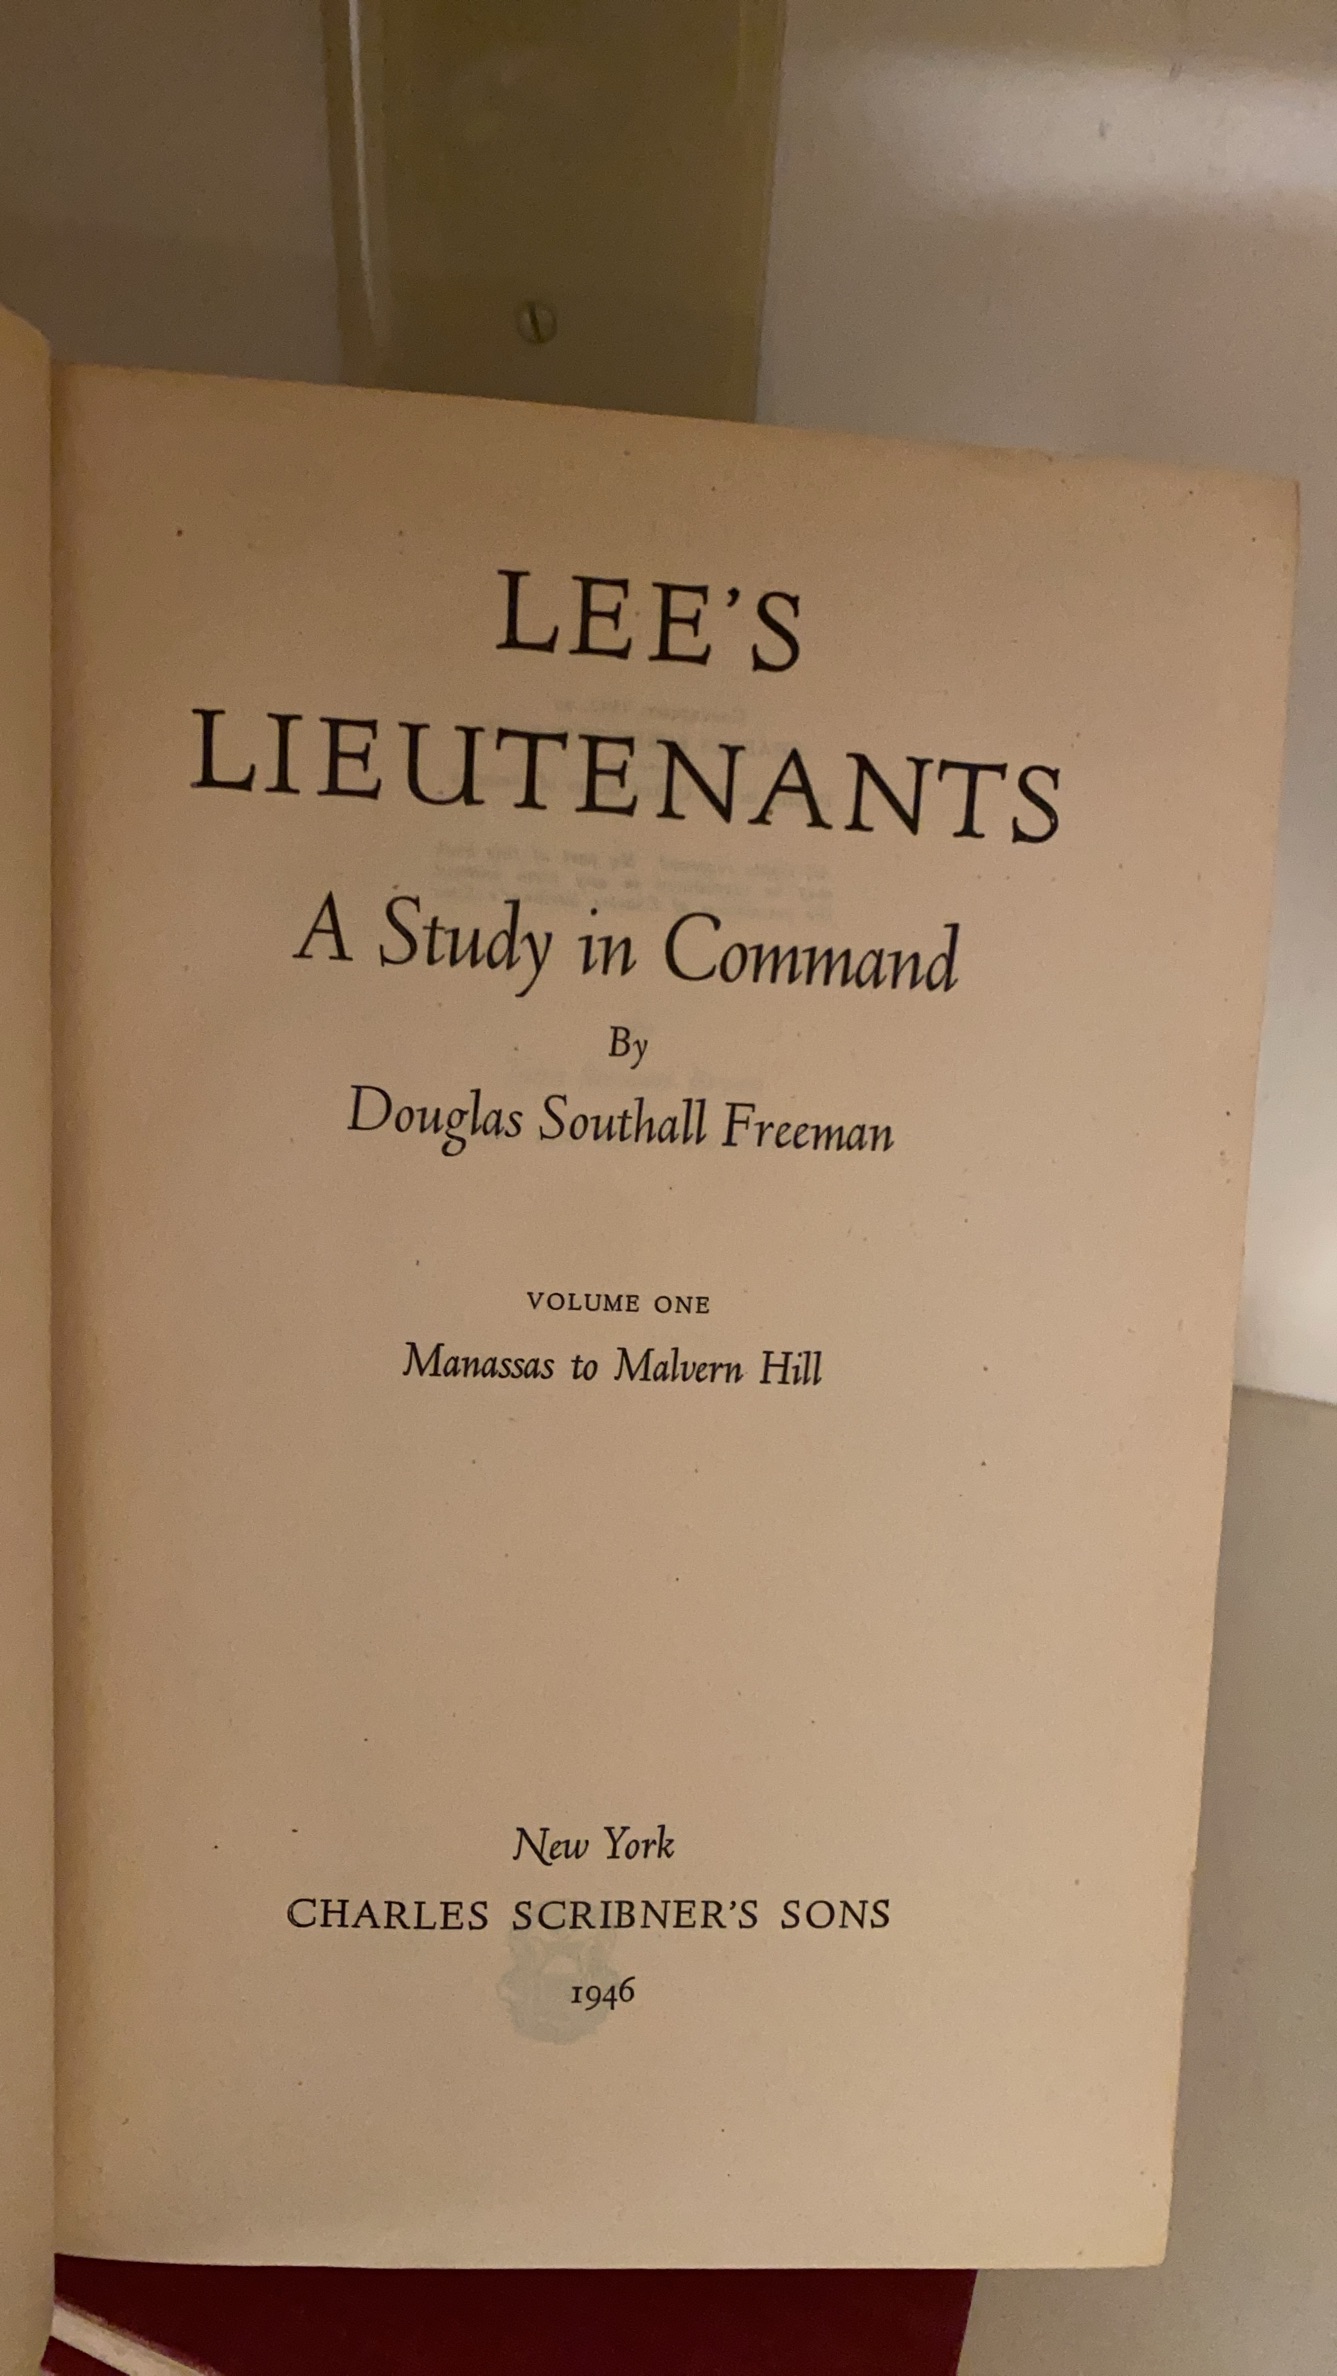 LEE'S
LIEUTENANTS
A Study in Command
By
Douglas Southall Freeman
VOLUME ONE
Manassas to Malvern Hill
New York
CHARLES SCRIBNER'S SONS
1946